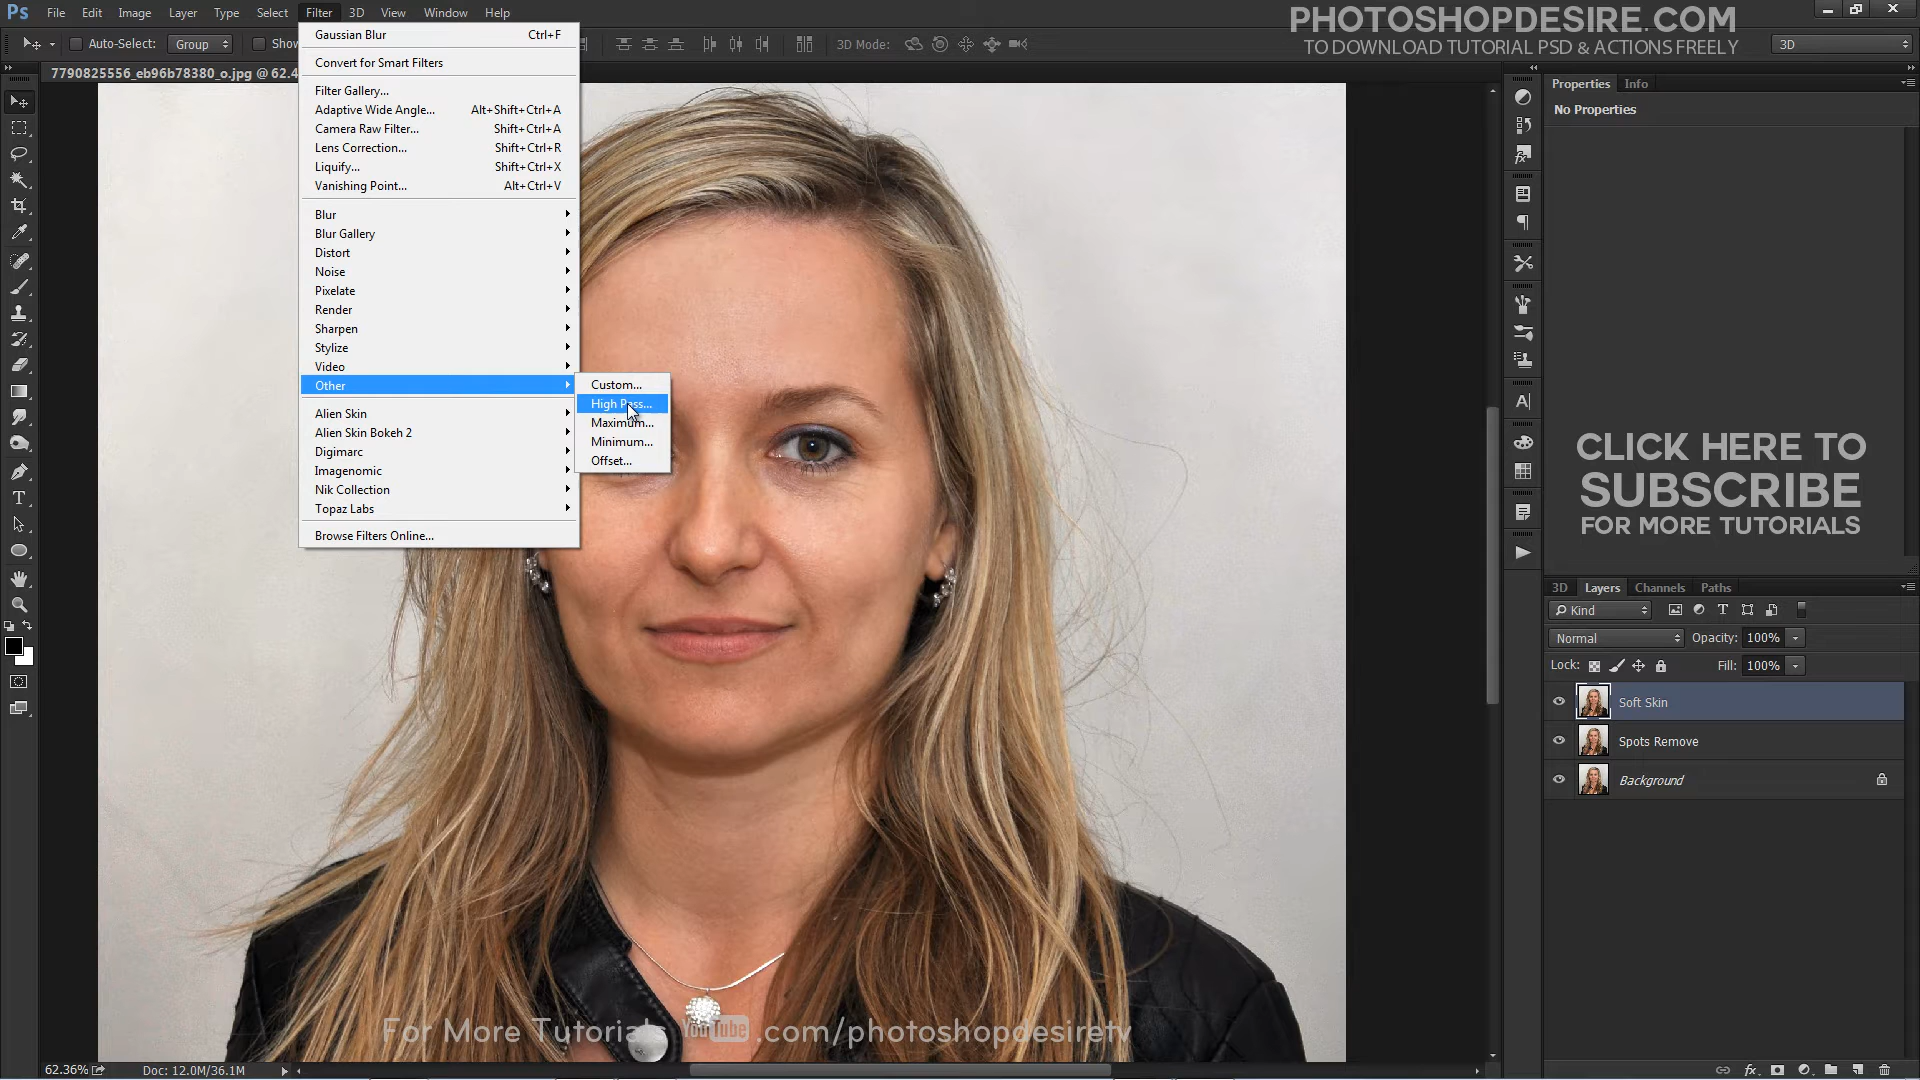 Ps File Edit Image Layer Type Select Filter 3D View Window Help
Auto-Select: Group Show
3D Mode:
PHOTOSHOPDESIRE.COM
TO DOWNLOAD TUTORIAL PSD & ACTIONS FREELY
3D
7790825556_eb96b78380_o.jpg @ 62.4
Gaussian Blur Ctrl+F
Convert for Smart Filters
Filter Gallery...
Adaptive Wide Angle... Alt+Shift+Ctrl+A
Camera Raw Filter... Shift+Ctrl+A
Lens Correction... Shift+Ctrl+R
Liquify... Shift+Ctrl+X
Vanishing Point... Alt+Ctrl+V
Blur
Blur Gallery
Distort
Noise
Pixelate
Render
Sharpen
Stylize
Video
Other
Alien Skin
Alien Skin Bokeh 2
Digimarc
Imagenomic
Nik Collection
Topaz Labs
Browse Filters Online...
Custom...
High Pass...
Maximum...
Minimum...
Offset...
Properties Info
No Properties
CLICK HERE TO
SUBSCRIBE
FOR MORE TUTORIALS
3D Layers Channels Paths
Kind
Normal Opacity: 100%
Lock: Fill: 100%
Soft Skin
Spots Remove
Background
For More Tutorials YouTube .com/photoshopdesiretv
62.36% Doc: 12.0M/36.1M